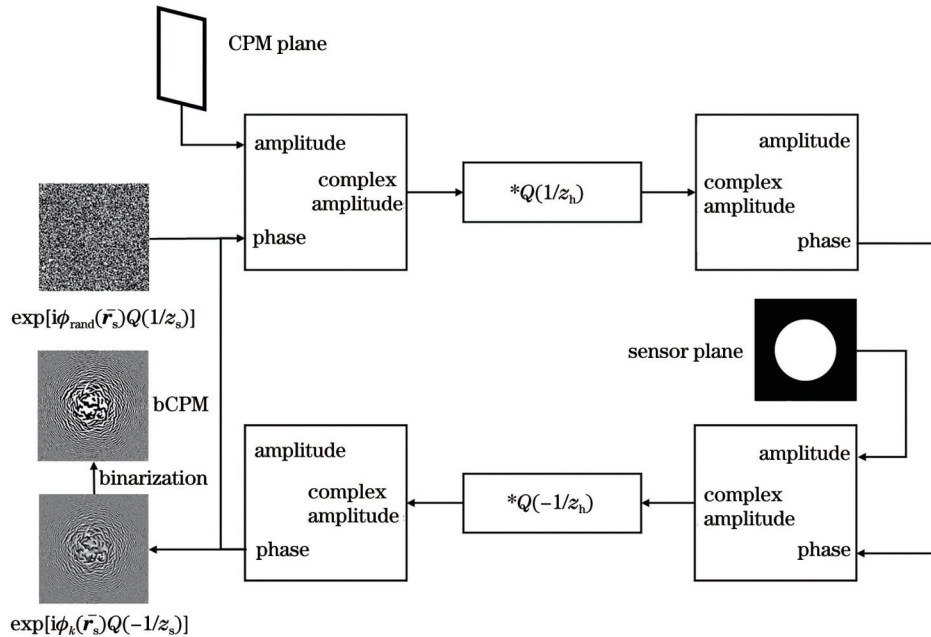 CPM plane
amplitude
complex
amplitude
phase
*Q(1/z_h)
amplitude
complex
amplitude
phase
exp[iϕ_rand(r̄_s)Q(1/z_s)]
sensor plane
bCPM
binarization
amplitude
complex
amplitude
phase
*Q(−1/z_h)
amplitude
complex
amplitude
phase
exp[iϕ_k(r̄_s)Q(−1/z_s)]